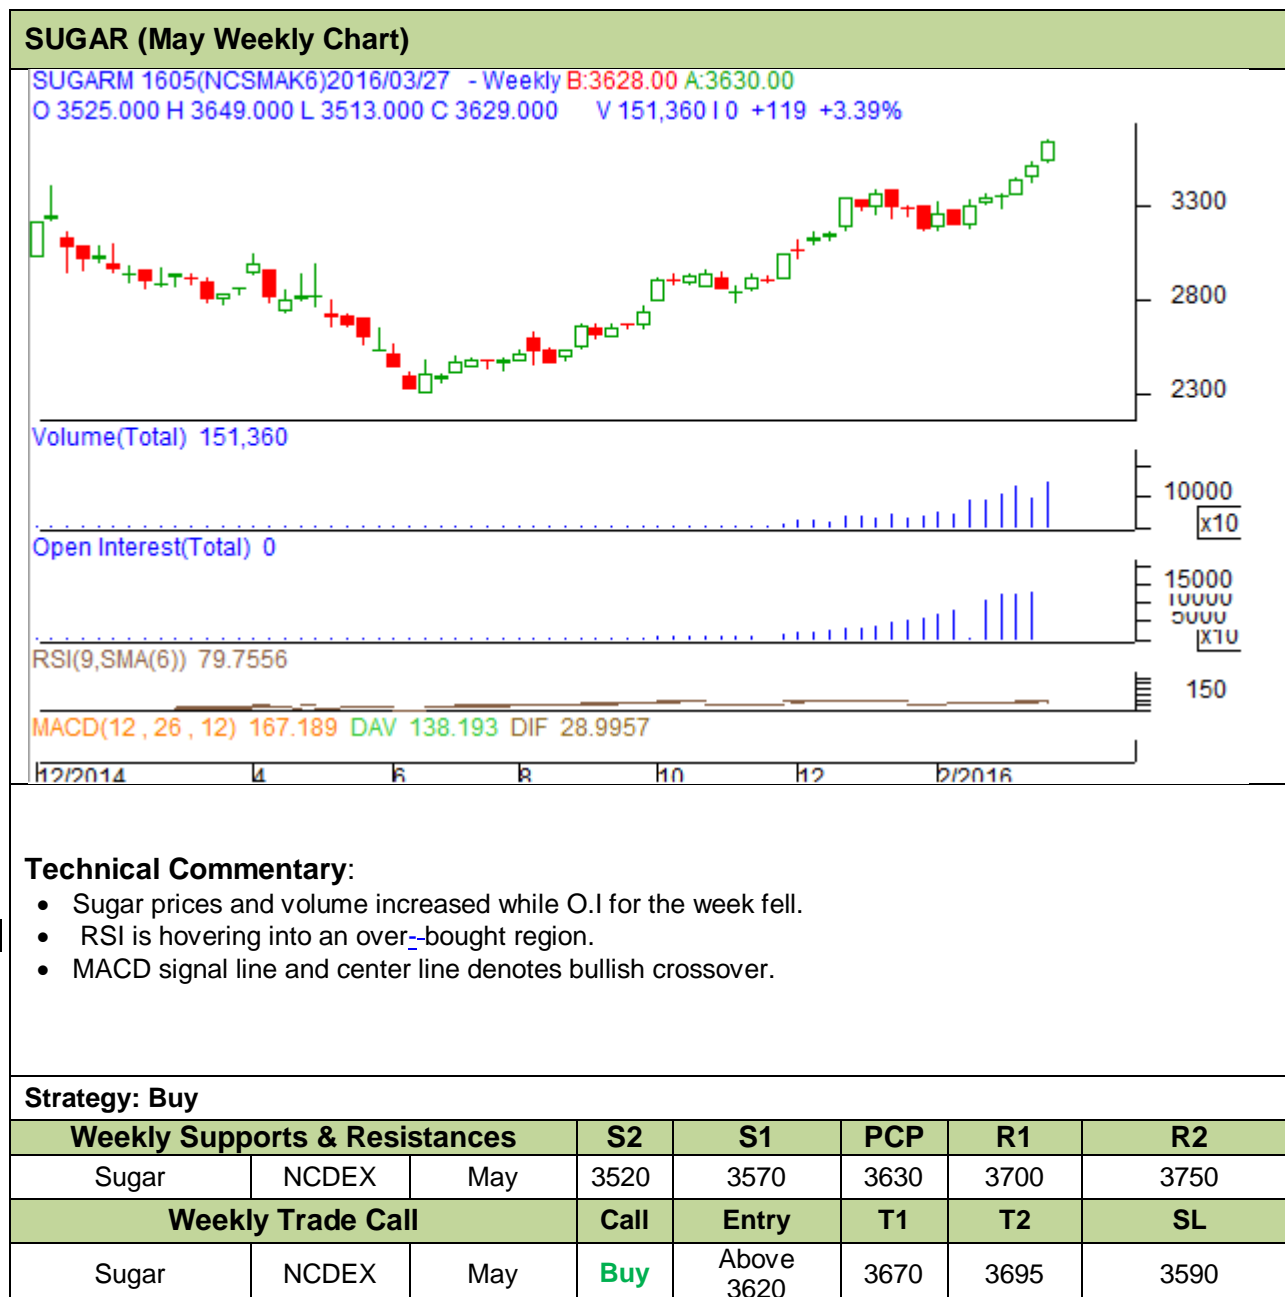 SUGAR (May Weekly Chart)
SUGARM 1605(NCSMAK6)2016/03/27 - Weekly B:3628.00 A:3630.00
O 3525.000 H 3649.000 L 3513.000 C 3629.000 V 151,360 I 0 +119 +3.39%
3300
2800
2300
Volume(Total) 151,360
10000
x10
Open Interest(Total) 0
15000
10000
5000
x10
RSI(9,SMA(6)) 79.7556
150
MACD(12 , 26 , 12) 167.189 DAV 138.193 DIF 28.9957
12/2014 4 6 8 10 12 2/2016
Technical Commentary:
• Sugar prices and volume increased while O.I for the week fell.
• RSI is hovering into an over--bought region.
• MACD signal line and center line denotes bullish crossover.
Strategy: Buy
Weekly Supports & Resistances S2 S1 PCP R1 R2
Sugar NCDEX May 3520 3570 3630 3700 3750
Weekly Trade Call Call Entry T1 T2 SL
Sugar NCDEX May Buy Above 3620 3670 3695 3590